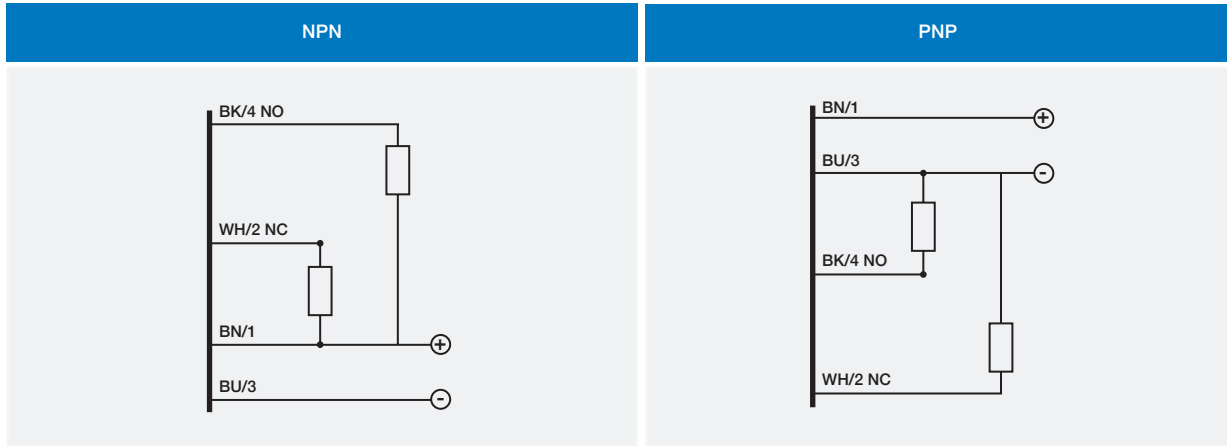 NPN
BK/4 NO
WH/2 NC
BN/1
+
BU/3
-
PNP
BN/1
+
BU/3
-
BK/4 NO
WH/2 NC